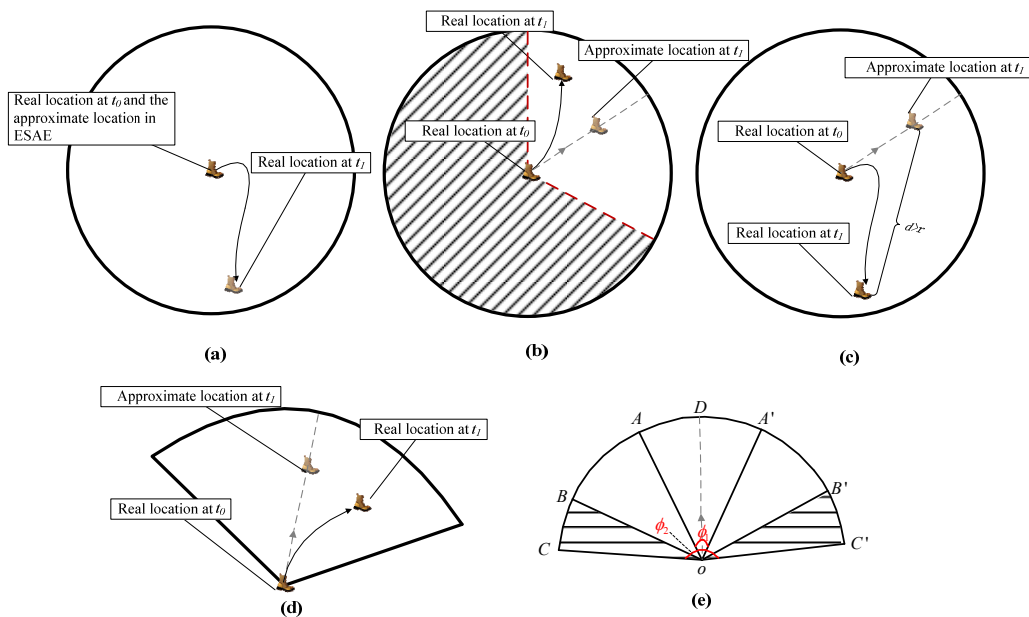 Real location at t0 and the
approximate location in
ESAE
Real location at t1
(a)
Real location at t1
Approximate location at t1
Real location at t0
(b)
Approximate location at t1
Real location at t0
Real location at t1
d>r
(c)
Approximate location at t1
Real location at t1
Real location at t0
(d)
D
A
A'
B
B'
ϕ2
ϕ1
C
C'
o
(e)